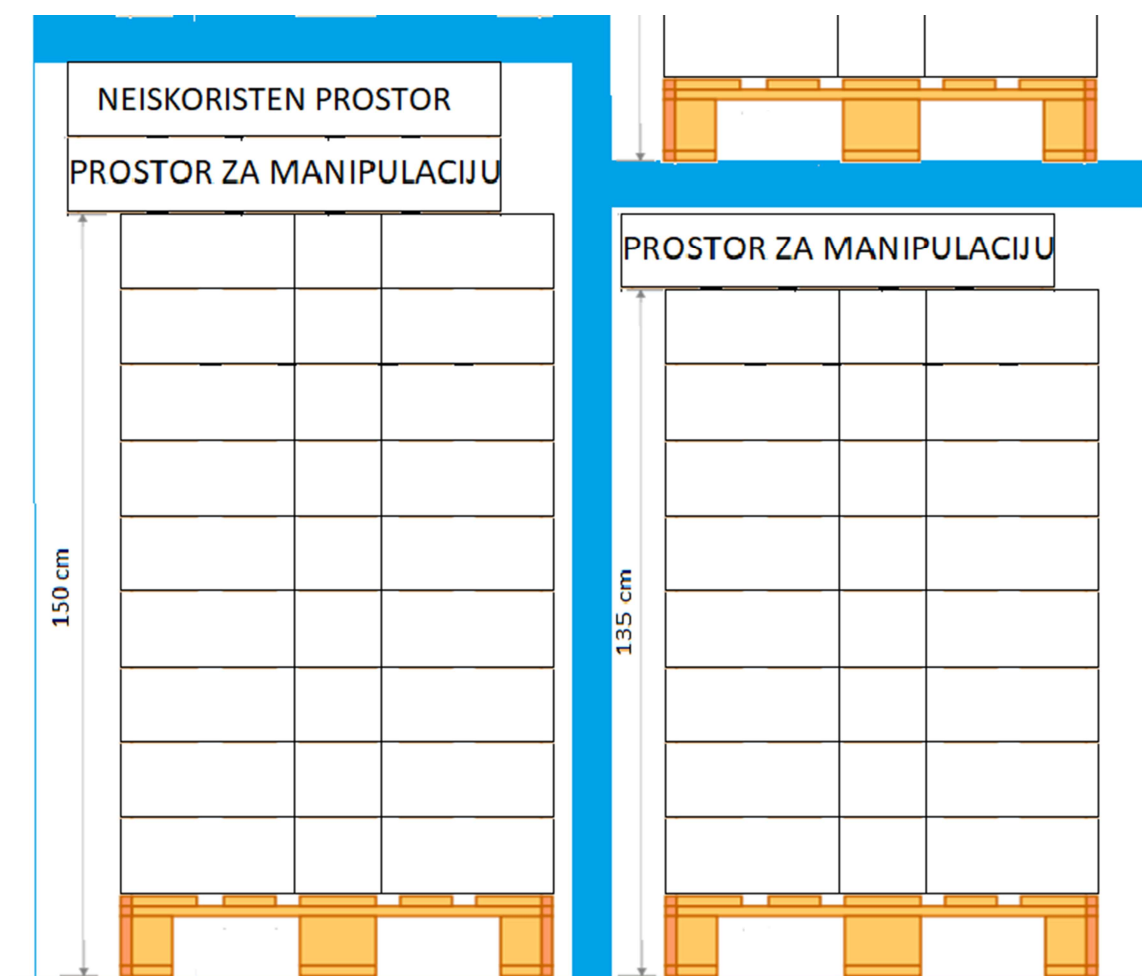 NEISKORISTEN PROSTOR
PROSTOR ZA MANIPULACIJU
150 cm
PROSTOR ZA MANIPULACIJU
135 cm